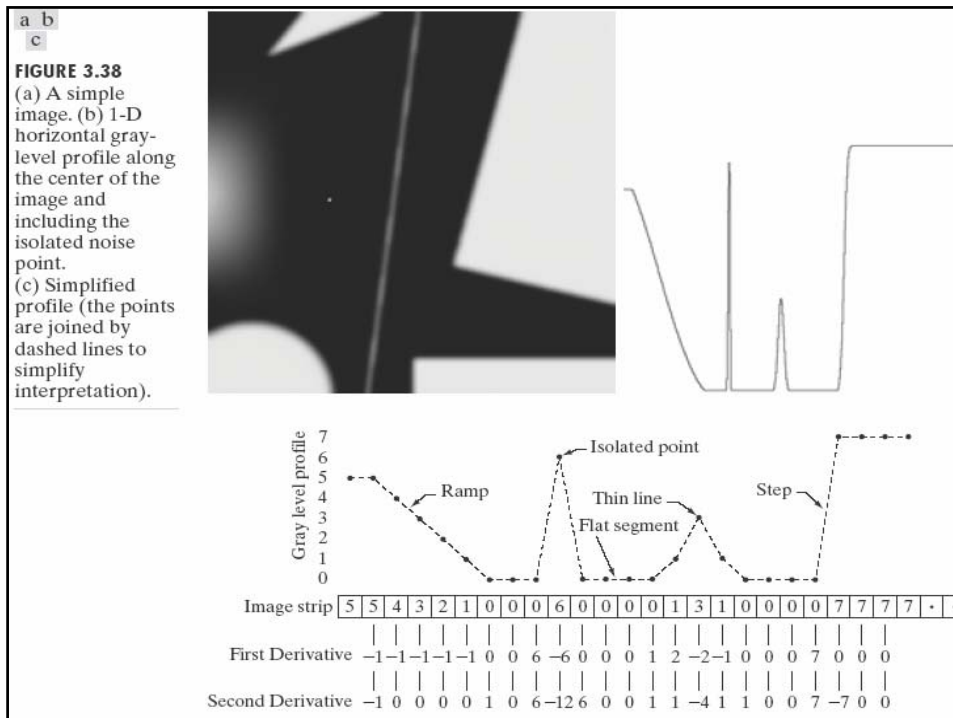 a b
c
FIGURE 3.38
(a) A simple
image. (b) 1-D
horizontal gray-
level profile along
the center of the
image and
including the
isolated noise
point.
(c) Simplified
profile (the points
are joined by
dashed lines to
simplify
interpretation).
Gray level profile
7
6
5
4
3
2
1
0
Isolated point
Ramp
Thin line
Flat segment
Step
Image strip 5 5 4 3 2 1 0 0 0 6 0 0 0 0 1 3 1 0 0 0 0 7 7 7 7 · ·
First Derivative −1 −1 −1 −1 −1 0 0 6 −6 0 0 0 1 2 −2 −1 0 0 0 7 0 0 0
Second Derivative −1 0 0 0 0 1 0 6 −12 6 0 0 1 1 −4 1 1 0 0 7 −7 0 0